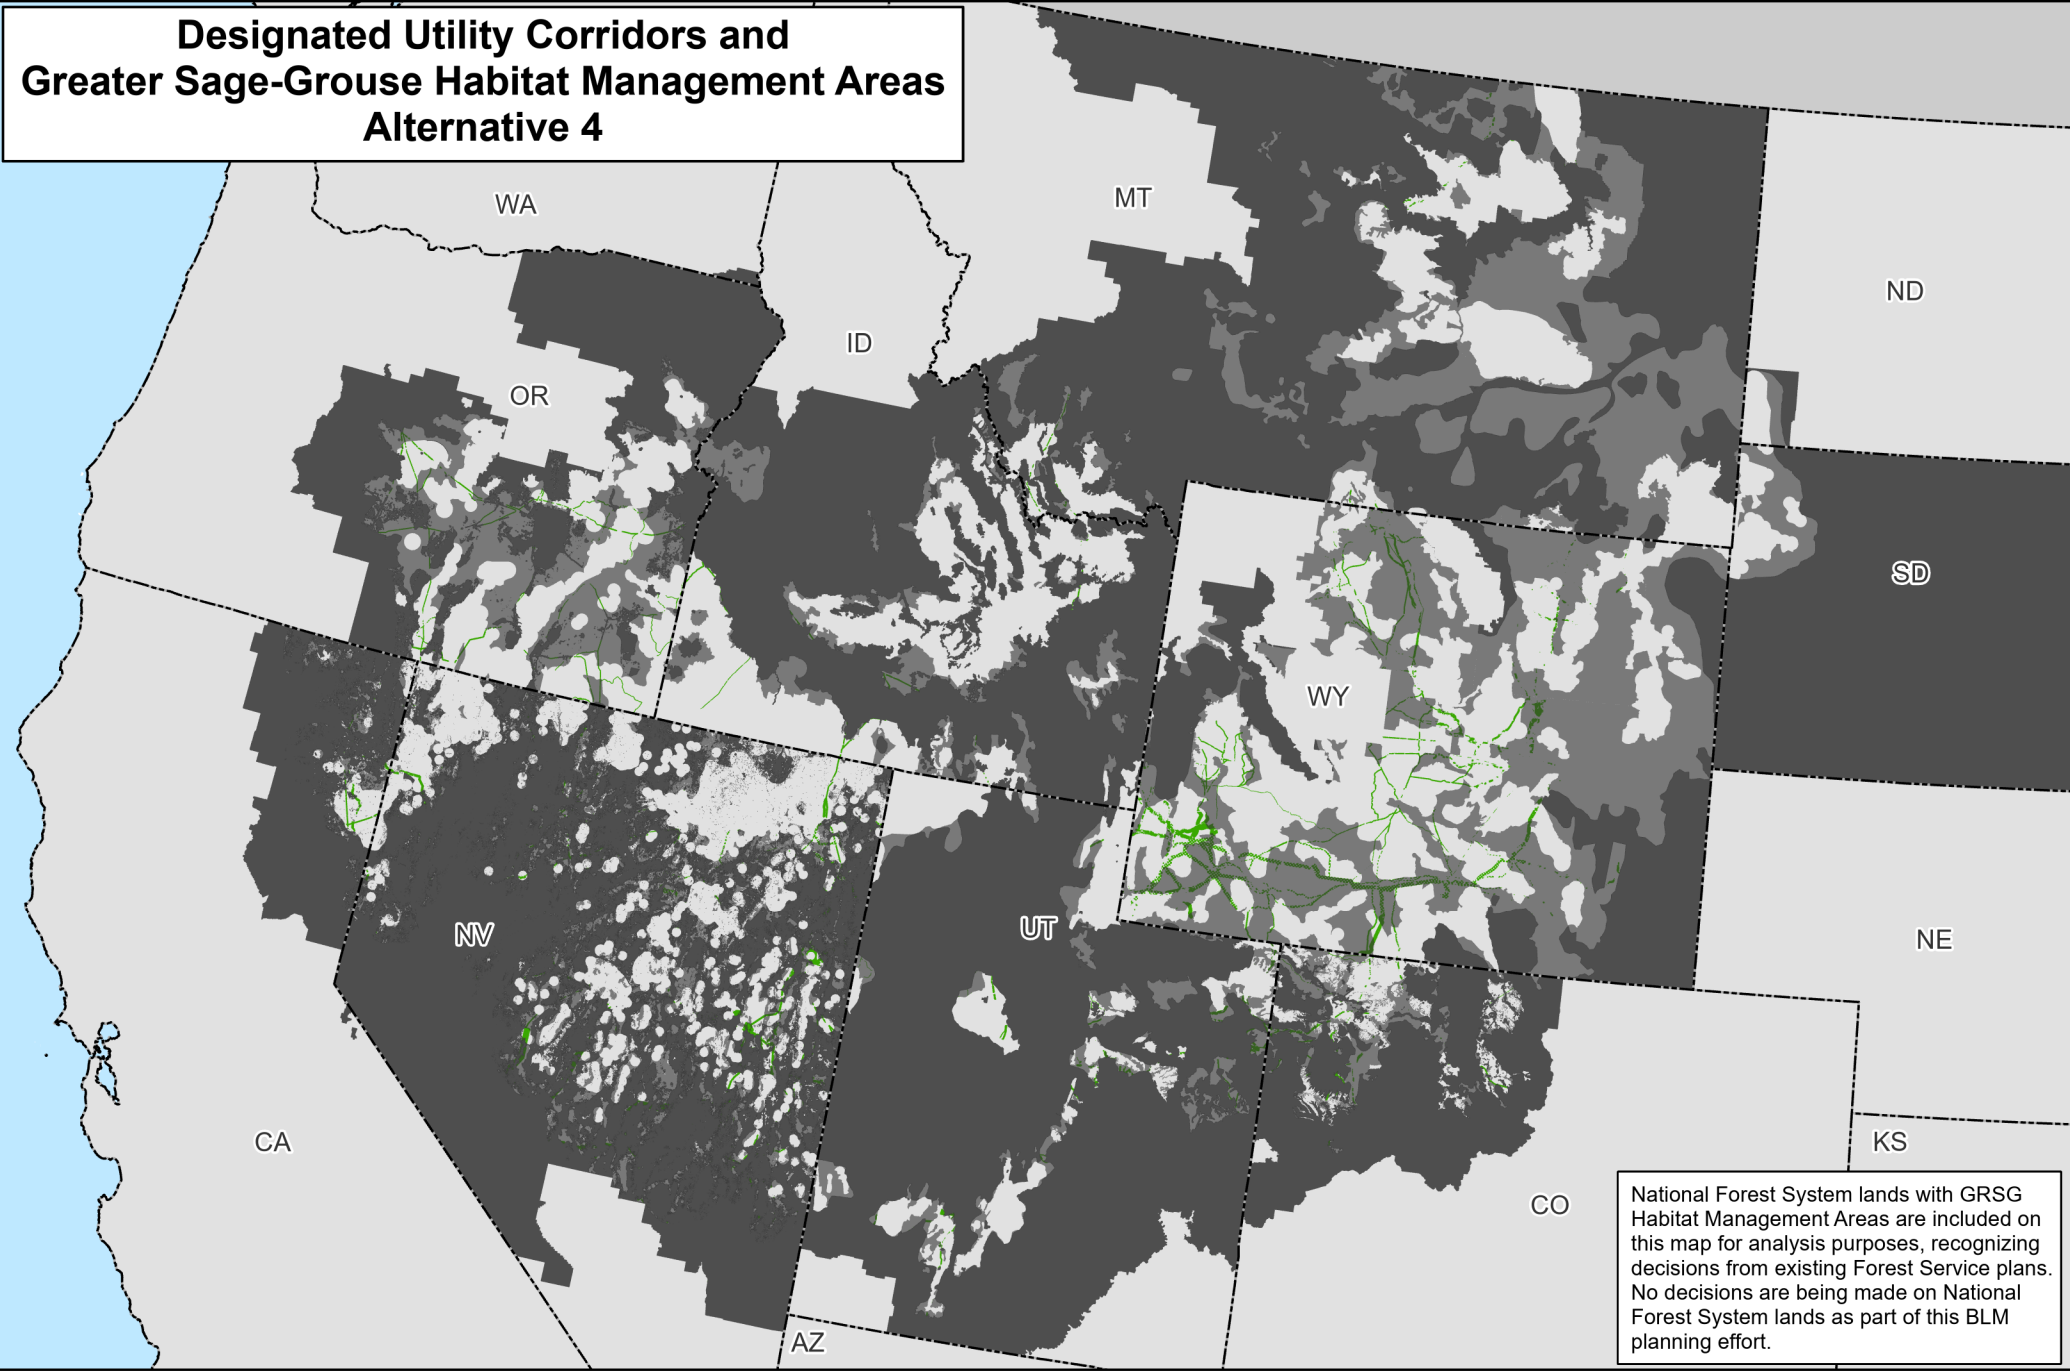 Designated Utility Corridors and
Greater Sage-Grouse Habitat Management Areas
Alternative 4
WA
MT
ND
ID
OR
SD
WY
NV
UT
NE
CA
KS
CO
AZ
National Forest System lands with GRSG
Habitat Management Areas are included on
this map for analysis purposes, recognizing
decisions from existing Forest Service plans.
No decisions are being made on National
Forest System lands as part of this BLM
planning effort.